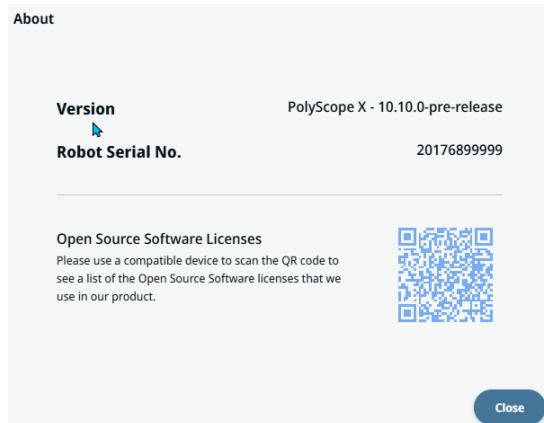 About
Version PolyScope X - 10.10.0-pre-release
Robot Serial No. 20176899999
Open Source Software Licenses
Please use a compatible device to scan the QR code to
see a list of the Open Source Software licenses that we
use in our product.
Close